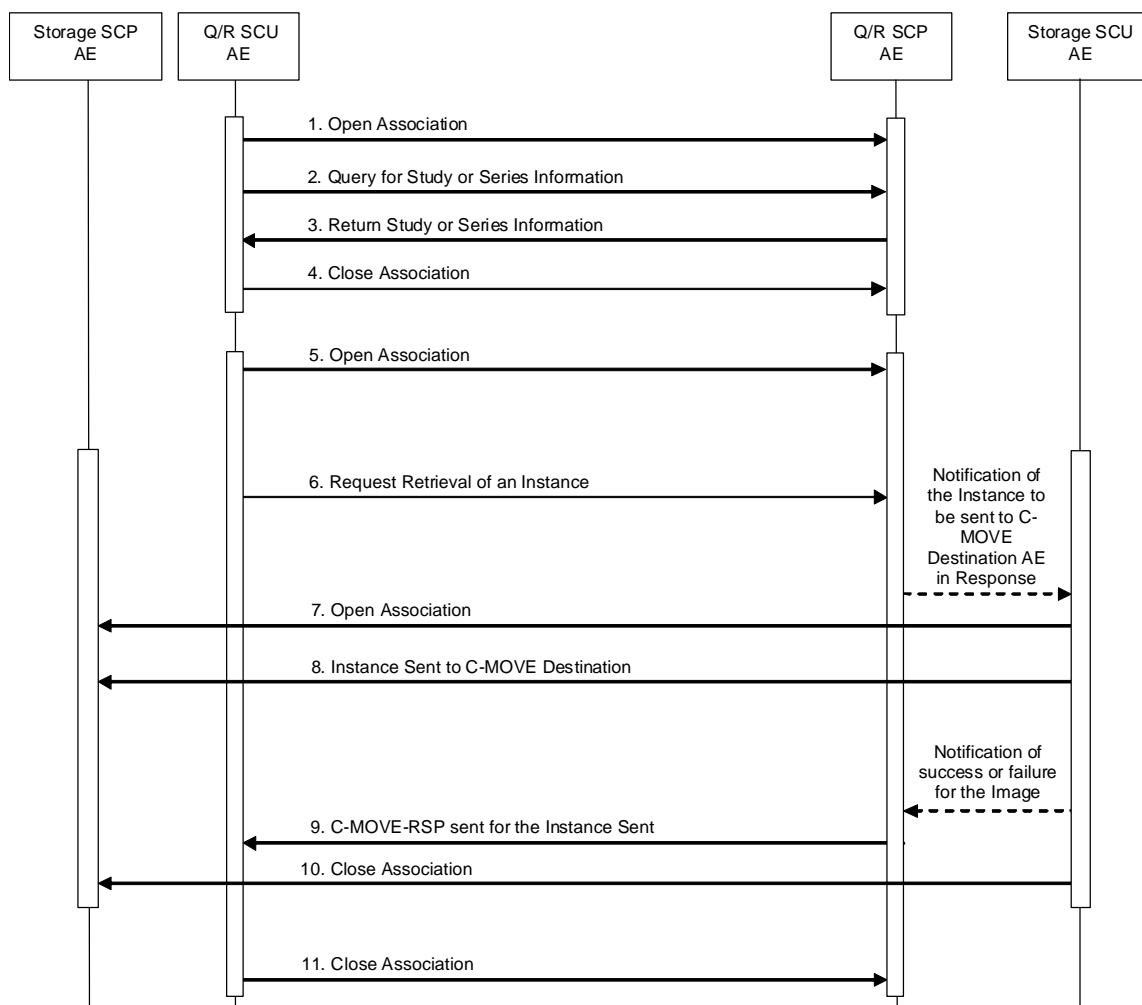 Storage SCP
AE
Q/R SCU
AE
Q/R SCP
AE
Storage SCU
AE
1. Open Association
2. Query for Study or Series Information
3. Return Study or Series Information
4. Close Association
5. Open Association
6. Request Retrieval of an Instance
Notification of
the Instance to
be sent to C-
MOVE
Destination AE
in Response
7. Open Association
8. Instance Sent to C-MOVE Destination
Notification of
success or failure
for the Image
9. C-MOVE-RSP sent for the Instance Sent
10. Close Association
11. Close Association